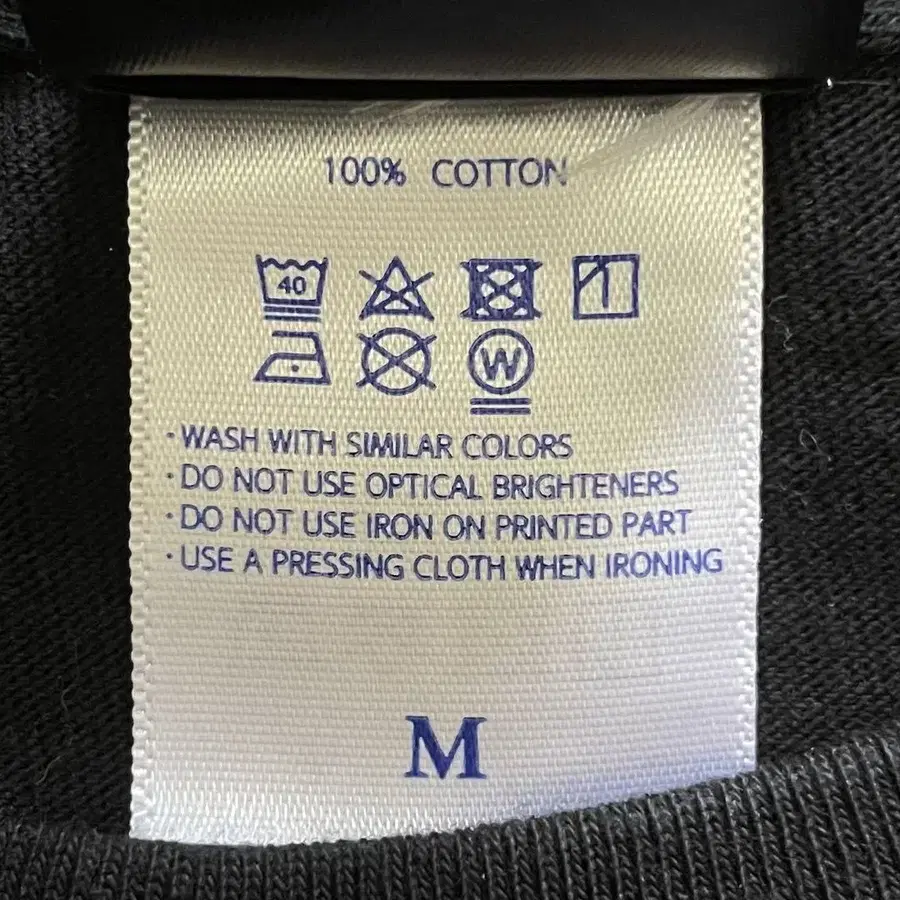 100% COTTON
40
W
· WASH WITH SIMILAR COLORS
· DO NOT USE OPTICAL BRIGHTENERS
· DO NOT USE IRON ON PRINTED PART
· USE A PRESSING CLOTH WHEN IRONING
M